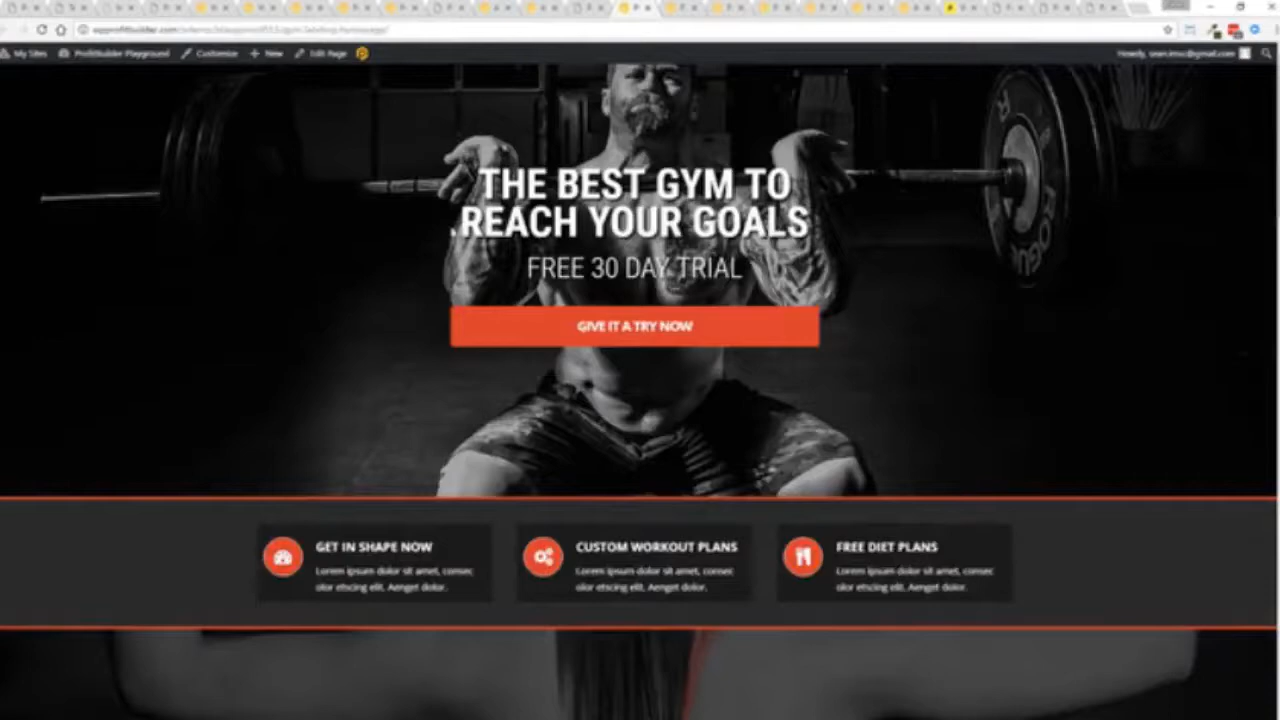 My Sites
ProfitBuilder Playground
Customize
New
Edit Page
THE BEST GYM TO
REACH YOUR GOALS
FREE 30 DAY TRIAL
GIVE IT A TRY NOW
GET IN SHAPE NOW
Lorem ipsum dolor sit amet, consec
olor etscing elit. Aenget dolor.
CUSTOM WORKOUT PLANS
Lorem ipsum dolor sit amet, consec
olor etscing elit. Aenget dolor.
FREE DIET PLANS
Lorem ipsum dolor sit amet, consec
olor etscing elit. Aenget dolor.